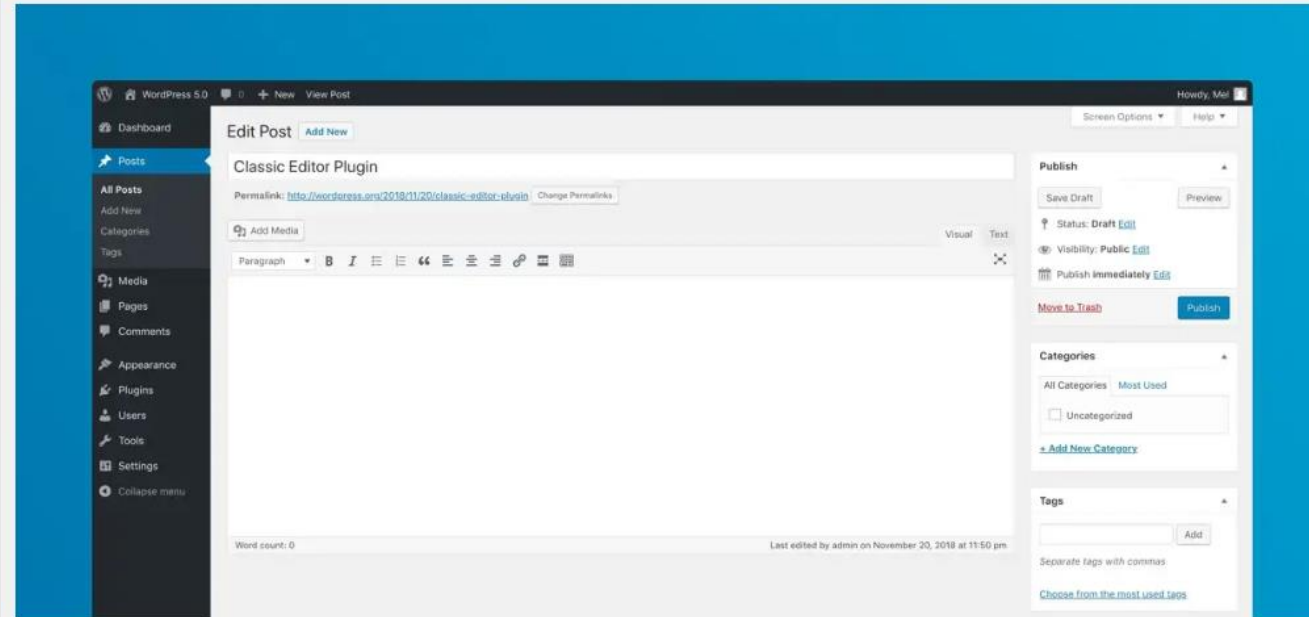 WordPress 5.0 0 + New View Post Howdy, Mel
Screen Options Help
Dashboard
Posts
All Posts
Add New
Categories
Tags
Media
Pages
Comments
Appearance
Plugins
Users
Tools
Settings
Collapse menu
Edit Post Add New
Classic Editor Plugin
Permalink: http://wordpress.org/2018/11/20/classic-editor-plugin Change Permalinks
Add Media
Visual Text
Paragraph B I
Word count: 0 Last edited by admin on November 20, 2018 at 11:50 pm
Publish
Save Draft Preview
Status: Draft Edit
Visibility: Public Edit
Publish immediately Edit
Move to Trash Publish
Categories
All Categories Most Used
Uncategorized
+ Add New Category
Tags
Add
Separate tags with commas
Choose from the most used tags